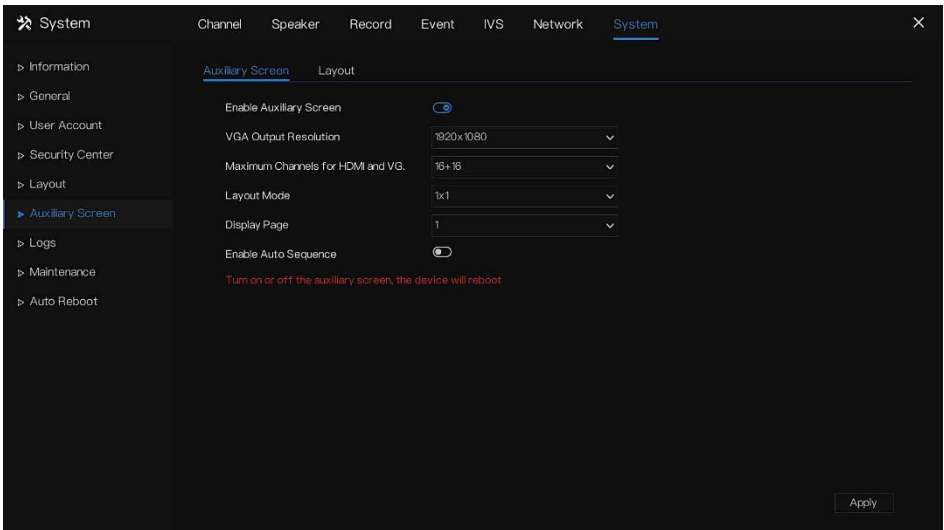 System
Channel Speaker Record Event IVS Network System
Information
General
User Account
Security Center
Layout
Auxiliary Screen
Logs
Maintenance
Auto Reboot
Auxiliary Screen Layout
Enable Auxiliary Screen
VGA Output Resolution 1920x1080
Maximum Channels for HDMI and VG. 16+16
Layout Mode 1x1
Display Page 1
Enable Auto Sequence
Turn on or off the auxiliary screen, the device will reboot
Apply